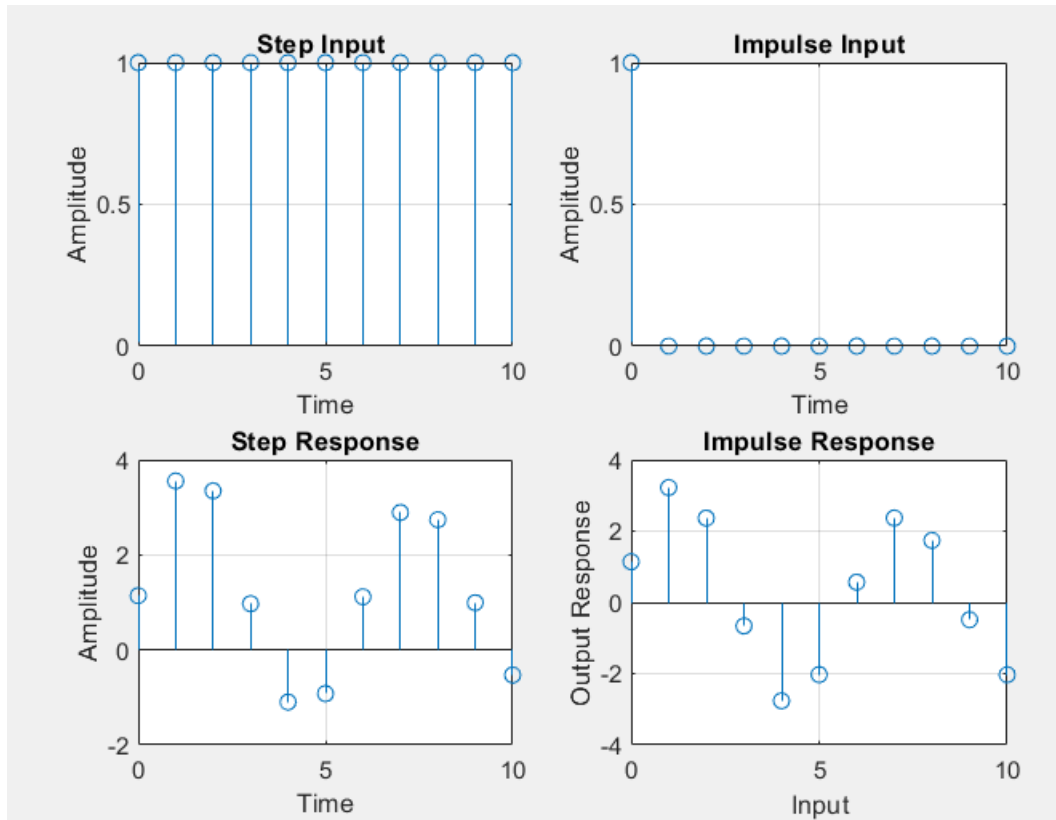 Step Input
1
0.5
0
Amplitude
0
5
10
Time
Impulse Input
1
0.5
0
Amplitude
0
5
10
Time
Step Response
4
2
0
-2
Amplitude
0
5
10
Time
Impulse Response
4
2
0
-2
-4
Output Response
0
5
10
Input